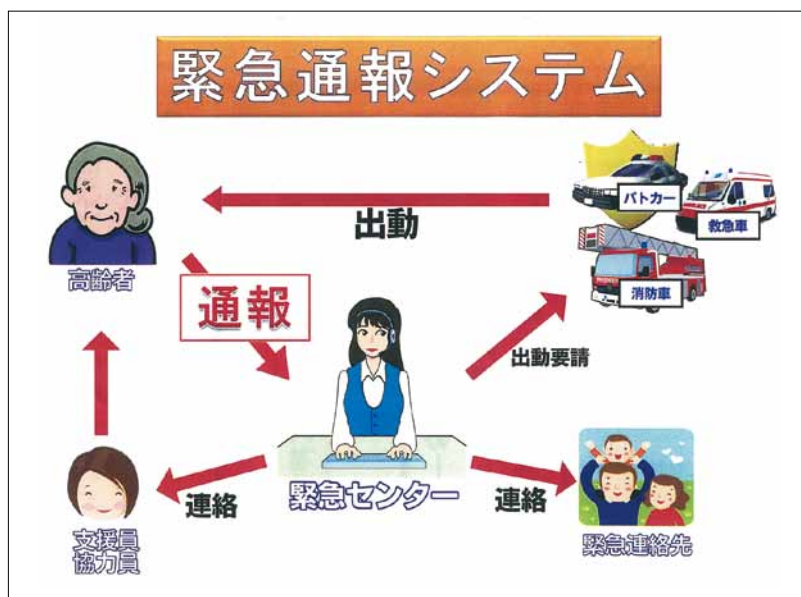 緊急通報システム
パトカー
救急車
出動
消防車
高齢者
通報
出動要請
連絡
緊急センター
連絡
支援員
協力員
緊急連絡先